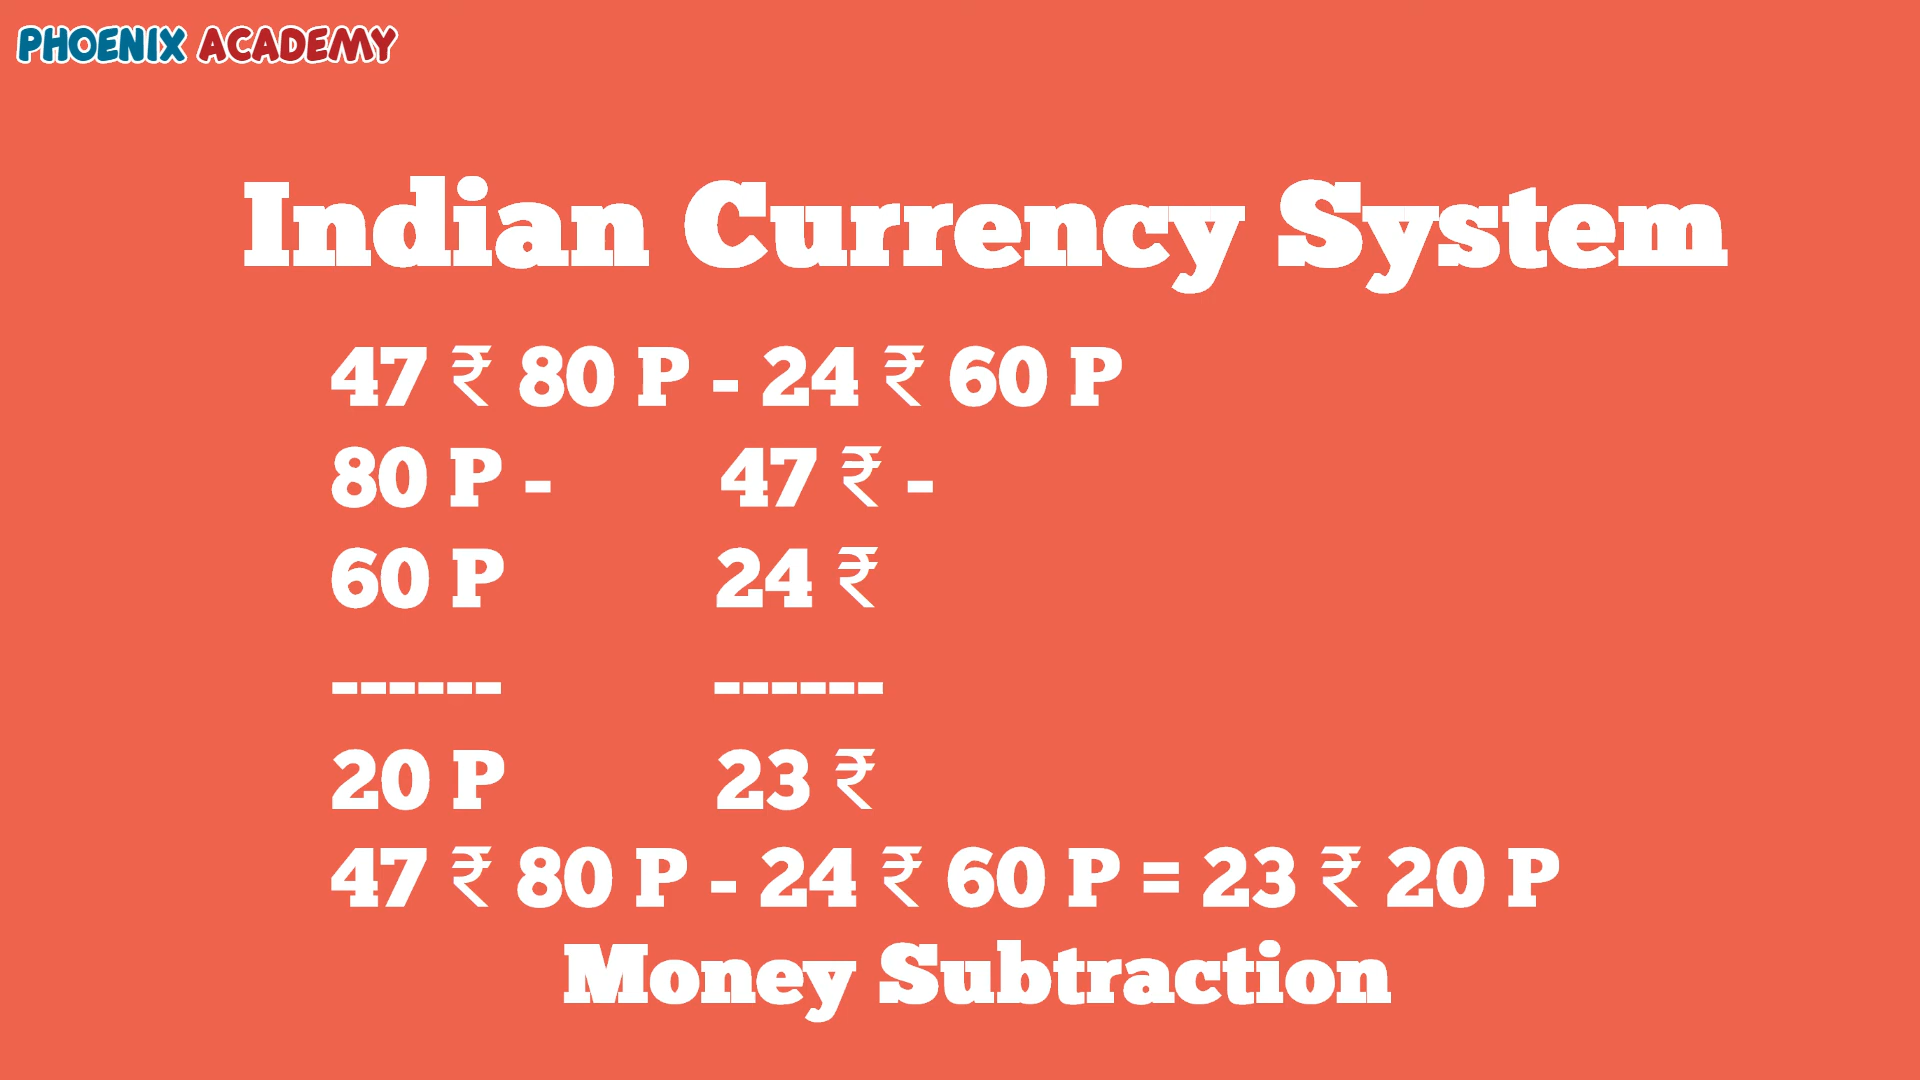 PHOENIX ACADEMY
Indian Currency System
47 ₹ 80 P - 24 ₹ 60 P
80 P - 47 ₹ -
60 P 24 ₹
------ ------
20 P 23 ₹
47 ₹ 80 P - 24 ₹ 60 P = 23 ₹ 20 P
Money Subtraction